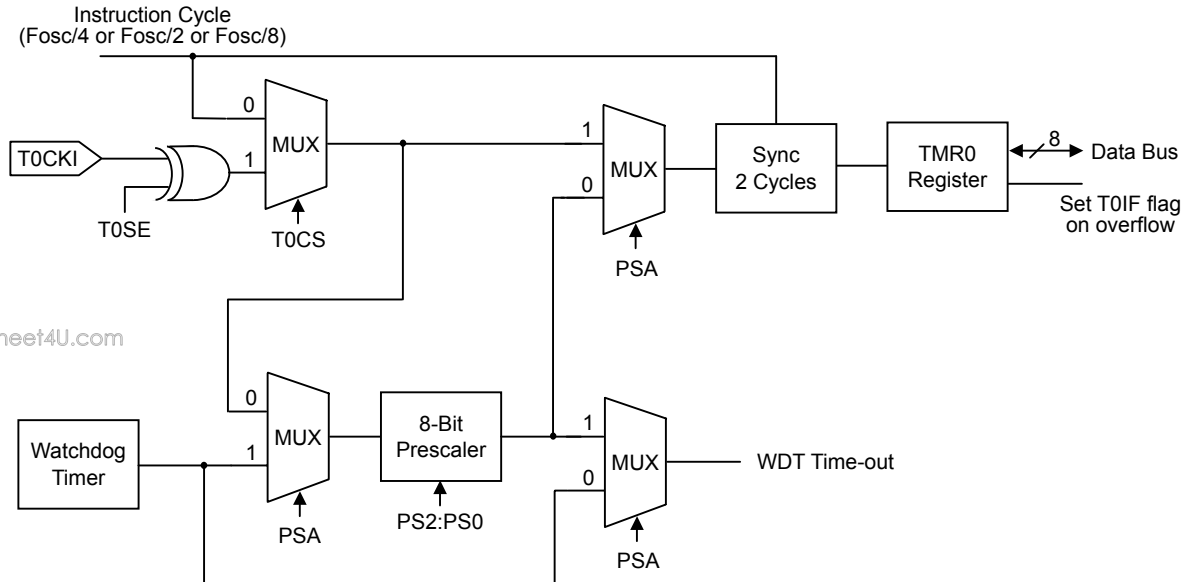 Instruction Cycle
(Fosc/4 or Fosc/2 or Fosc/8)
0
MUX
1
T0CKI
T0SE
T0CS
1
MUX
0
PSA
Sync
2 Cycles
TMR0
Register
8
Data Bus
Set T0IF flag
on overflow
neet4U.com
Watchdog
Timer
0
MUX
1
PSA
8-Bit
Prescaler
PS2:PS0
1
MUX
0
PSA
WDT Time-out